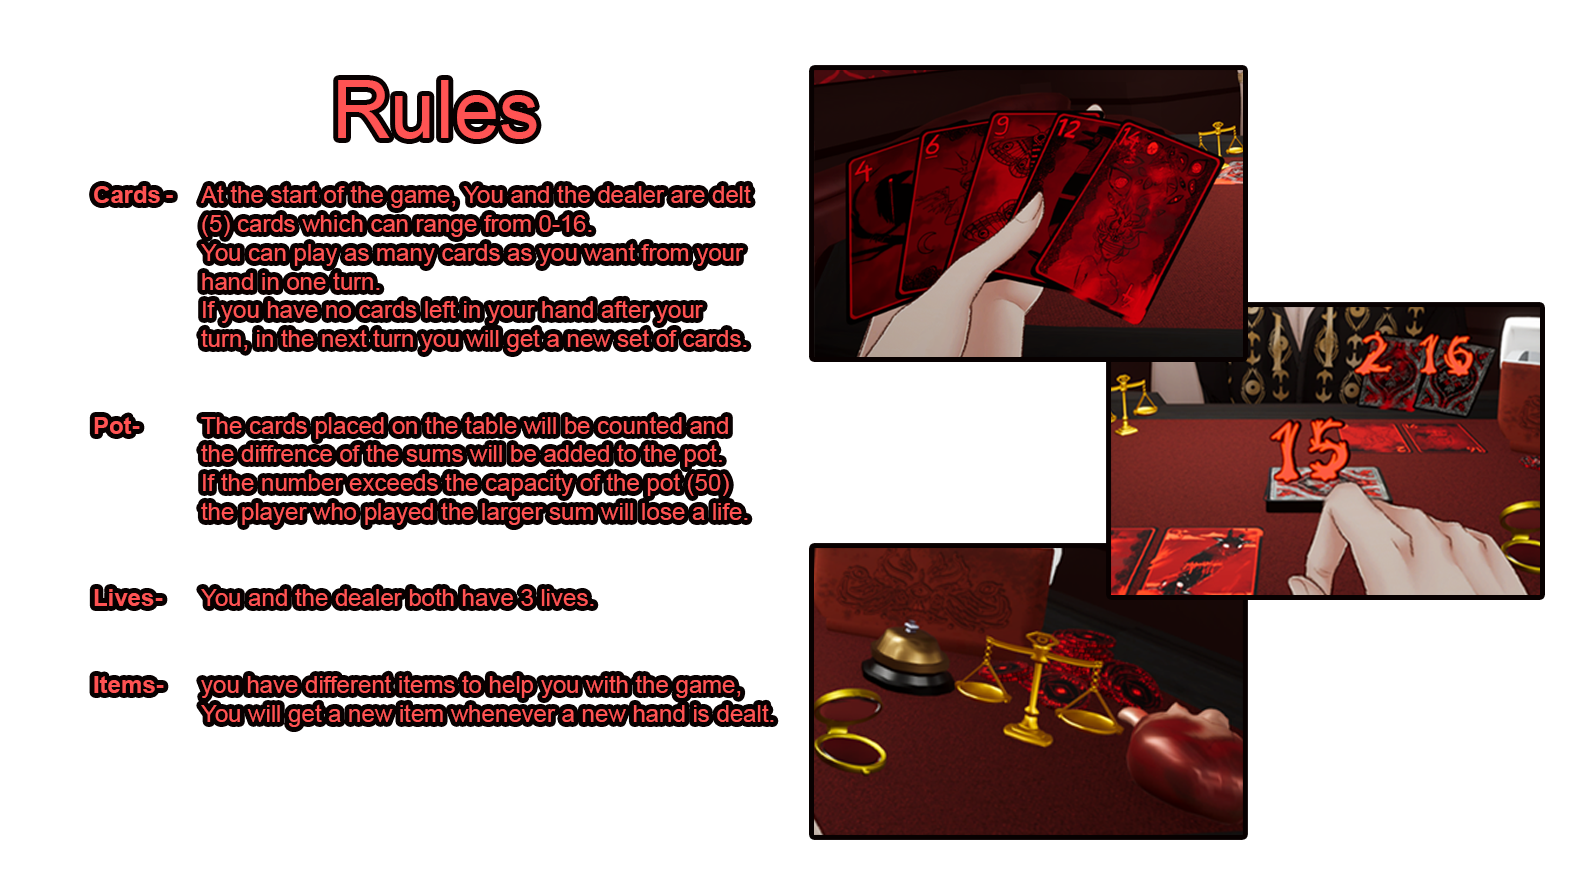 Rules
Cards - At the start of the game, You and the dealer are delt
(5) cards which can range from 0-16.
You can play as many cards as you want from your
hand in one turn.
If you have no cards left in your hand after your
turn, in the next turn you will get a new set of cards.
Pot- The cards placed on the table will be counted and
the diffrence of the sums will be added to the pot.
If the number exceeds the capacity of the pot (50)
the player who played the larger sum will lose a life.
Lives- You and the dealer both have 3 lives.
Items- you have different items to help you with the game,
You will get a new item whenever a new hand is dealt.
4
6
9
12
14
2 16
15